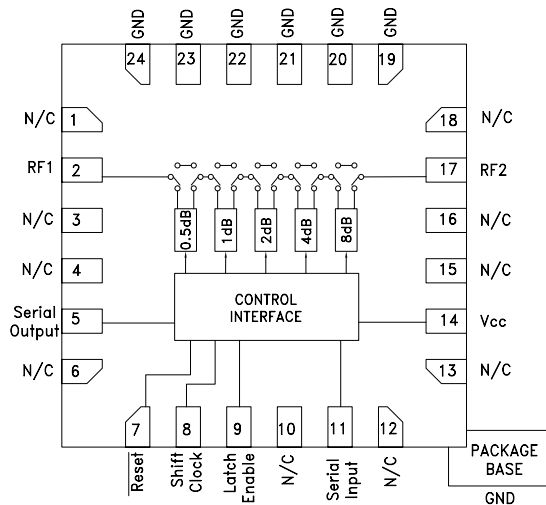 GND GND GND GND GND GND
24 23 22 21 20 19
N/C 1 18 N/C
RF1 2 17 RF2
N/C 3 16 N/C
0.5dB 1dB 2dB 4dB 8dB
N/C 4 15 N/C
CONTROL
INTERFACE
Serial
Output 5 14 Vcc
N/C 6 13 N/C
7 8 9 10 11 12
Reset
Shift
Clock
Latch
Enable
N/C
Serial
Input
N/C
PACKAGE
BASE
GND